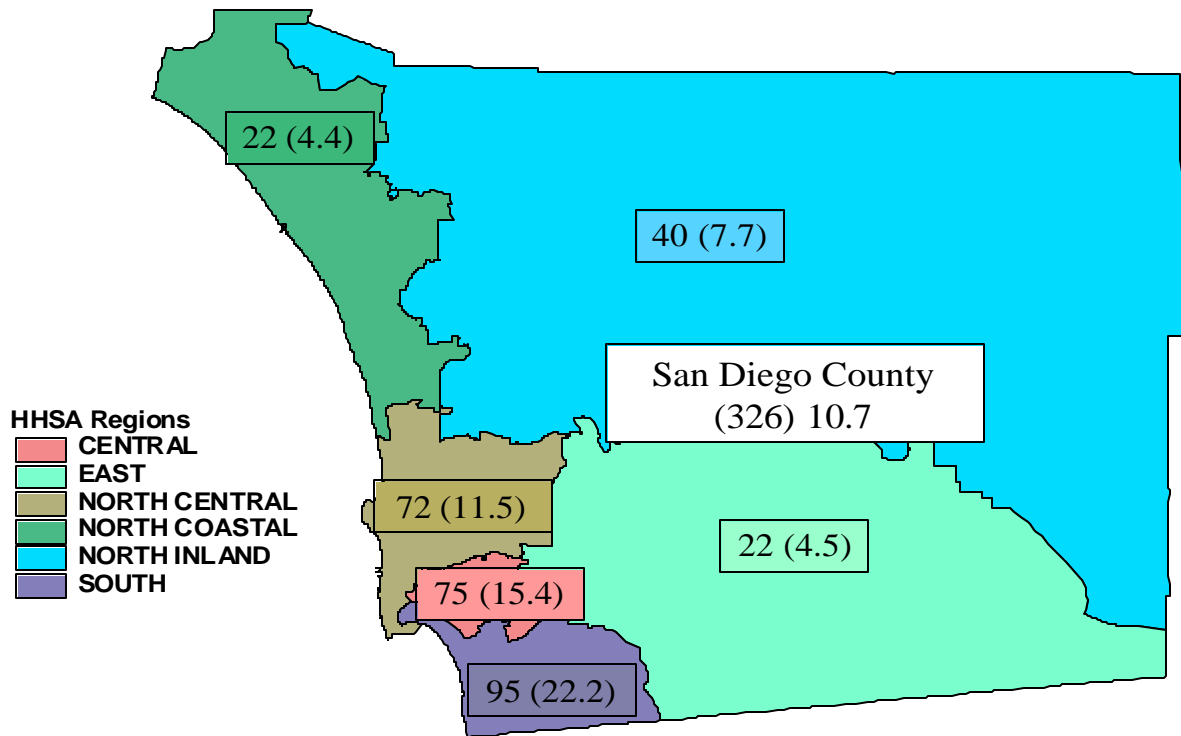 22 (4.4)
40 (7.7)
San Diego County
(326) 10.7
HHSA Regions
CENTRAL
EAST
NORTH CENTRAL
NORTH COASTAL
NORTH INLAND
SOUTH
72 (11.5)
22 (4.5)
75 (15.4)
95 (22.2)